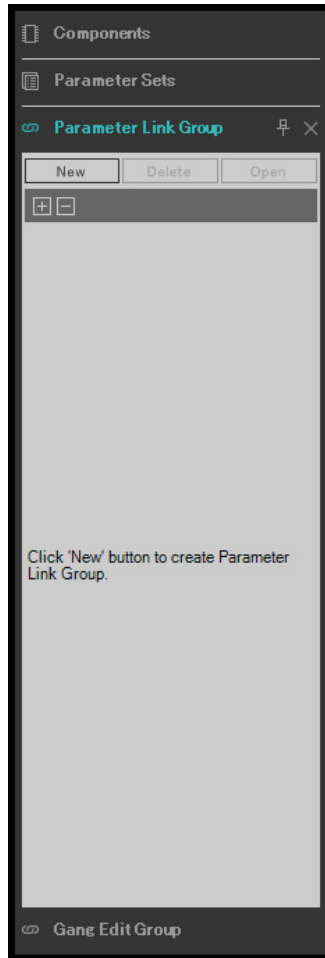 Components
Parameter Sets
Parameter Link Group
New Delete Open
Click 'New' button to create Parameter
Link Group.
Gang Edit Group